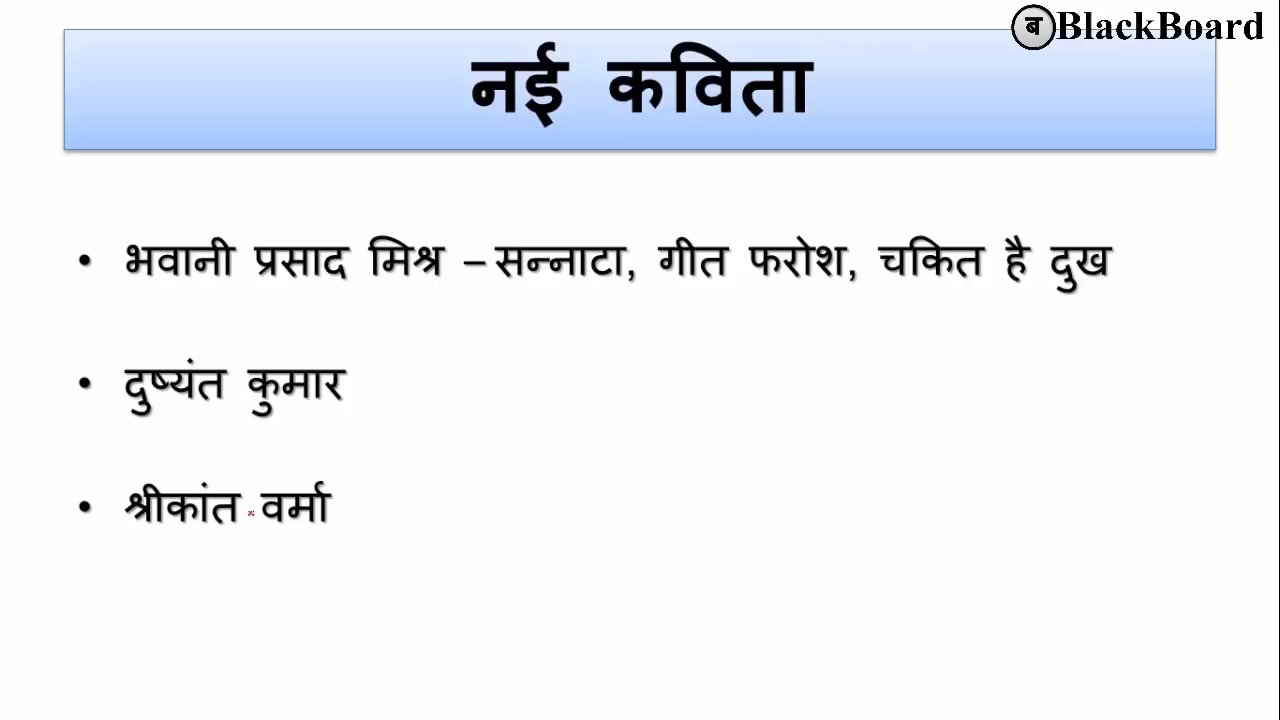 ब BlackBoard
नई कविता
• भवानी प्रसाद मिश्र – सन्नाटा, गीत फरोश, चकित है दुख
• दुष्यंत कुमार
• श्रीकांत वर्मा